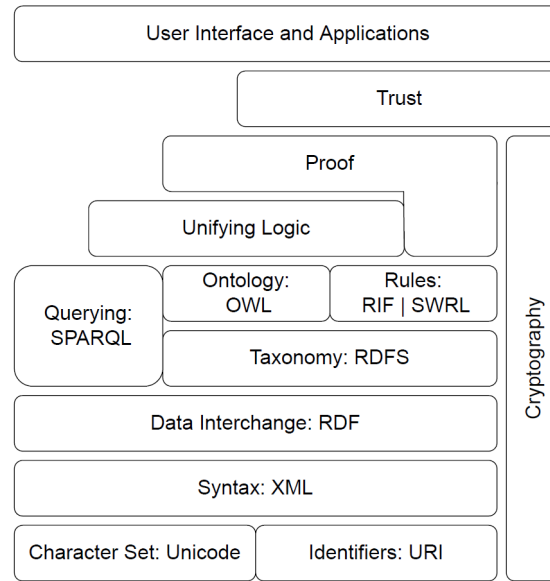 User Interface and Applications
Trust
Proof
Unifying Logic
Querying:
SPARQL
Ontology:
OWL
Rules:
RIF | SWRL
Taxonomy: RDFS
Data Interchange: RDF
Syntax: XML
Character Set: Unicode
Identifiers: URI
Cryptography